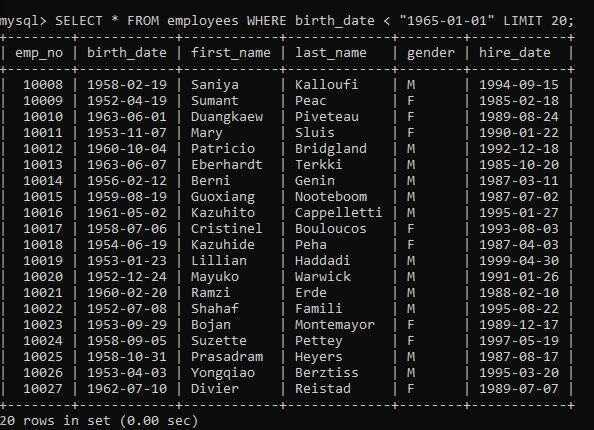 mysql> SELECT * FROM employees WHERE birth_date < "1965-01-01" LIMIT 20;
+--------+------------+------------+-------------+--------+------------+
| emp_no | birth_date | first_name | last_name   | gender | hire_date  |
+--------+------------+------------+-------------+--------+------------+
|  10008 | 1958-02-19 | Saniya     | Kalloufi    | M      | 1994-09-15 |
|  10009 | 1952-04-19 | Sumant     | Peac        | F      | 1985-02-18 |
|  10010 | 1963-06-01 | Duangkaew  | Piveteau    | F      | 1989-08-24 |
|  10011 | 1953-11-07 | Mary       | Sluis       | F      | 1990-01-22 |
|  10012 | 1960-10-04 | Patricio   | Bridgland   | M      | 1992-12-18 |
|  10013 | 1963-06-07 | Eberhardt  | Terkki      | M      | 1985-10-20 |
|  10014 | 1956-02-12 | Berni      | Genin       | M      | 1987-03-11 |
|  10015 | 1959-08-19 | Guoxiang   | Nooteboom   | M      | 1987-07-02 |
|  10016 | 1961-05-02 | Kazuhito   | Cappelletti | M      | 1995-01-27 |
|  10017 | 1958-07-06 | Cristinel  | Bouloucos   | F      | 1993-08-03 |
|  10018 | 1954-06-19 | Kazuhide   | Peha        | F      | 1987-04-03 |
|  10019 | 1953-01-23 | Lillian    | Haddadi     | M      | 1999-04-30 |
|  10020 | 1952-12-24 | Mayuko     | Warwick     | M      | 1991-01-26 |
|  10021 | 1960-02-20 | Ramzi      | Erde        | M      | 1988-02-10 |
|  10022 | 1952-07-08 | Shahaf     | Famili      | M      | 1995-08-22 |
|  10023 | 1953-09-29 | Bojan      | Montemayor  | F      | 1989-12-17 |
|  10024 | 1958-09-05 | Suzette    | Pettey      | F      | 1997-05-19 |
|  10025 | 1958-10-31 | Prasadram  | Heyers      | M      | 1987-08-17 |
|  10026 | 1953-04-03 | Yongqiao   | Berztiss    | M      | 1995-03-20 |
|  10027 | 1962-07-10 | Divier     | Reistad     | F      | 1989-07-07 |
+--------+------------+------------+-------------+--------+------------+
20 rows in set (0.00 sec)